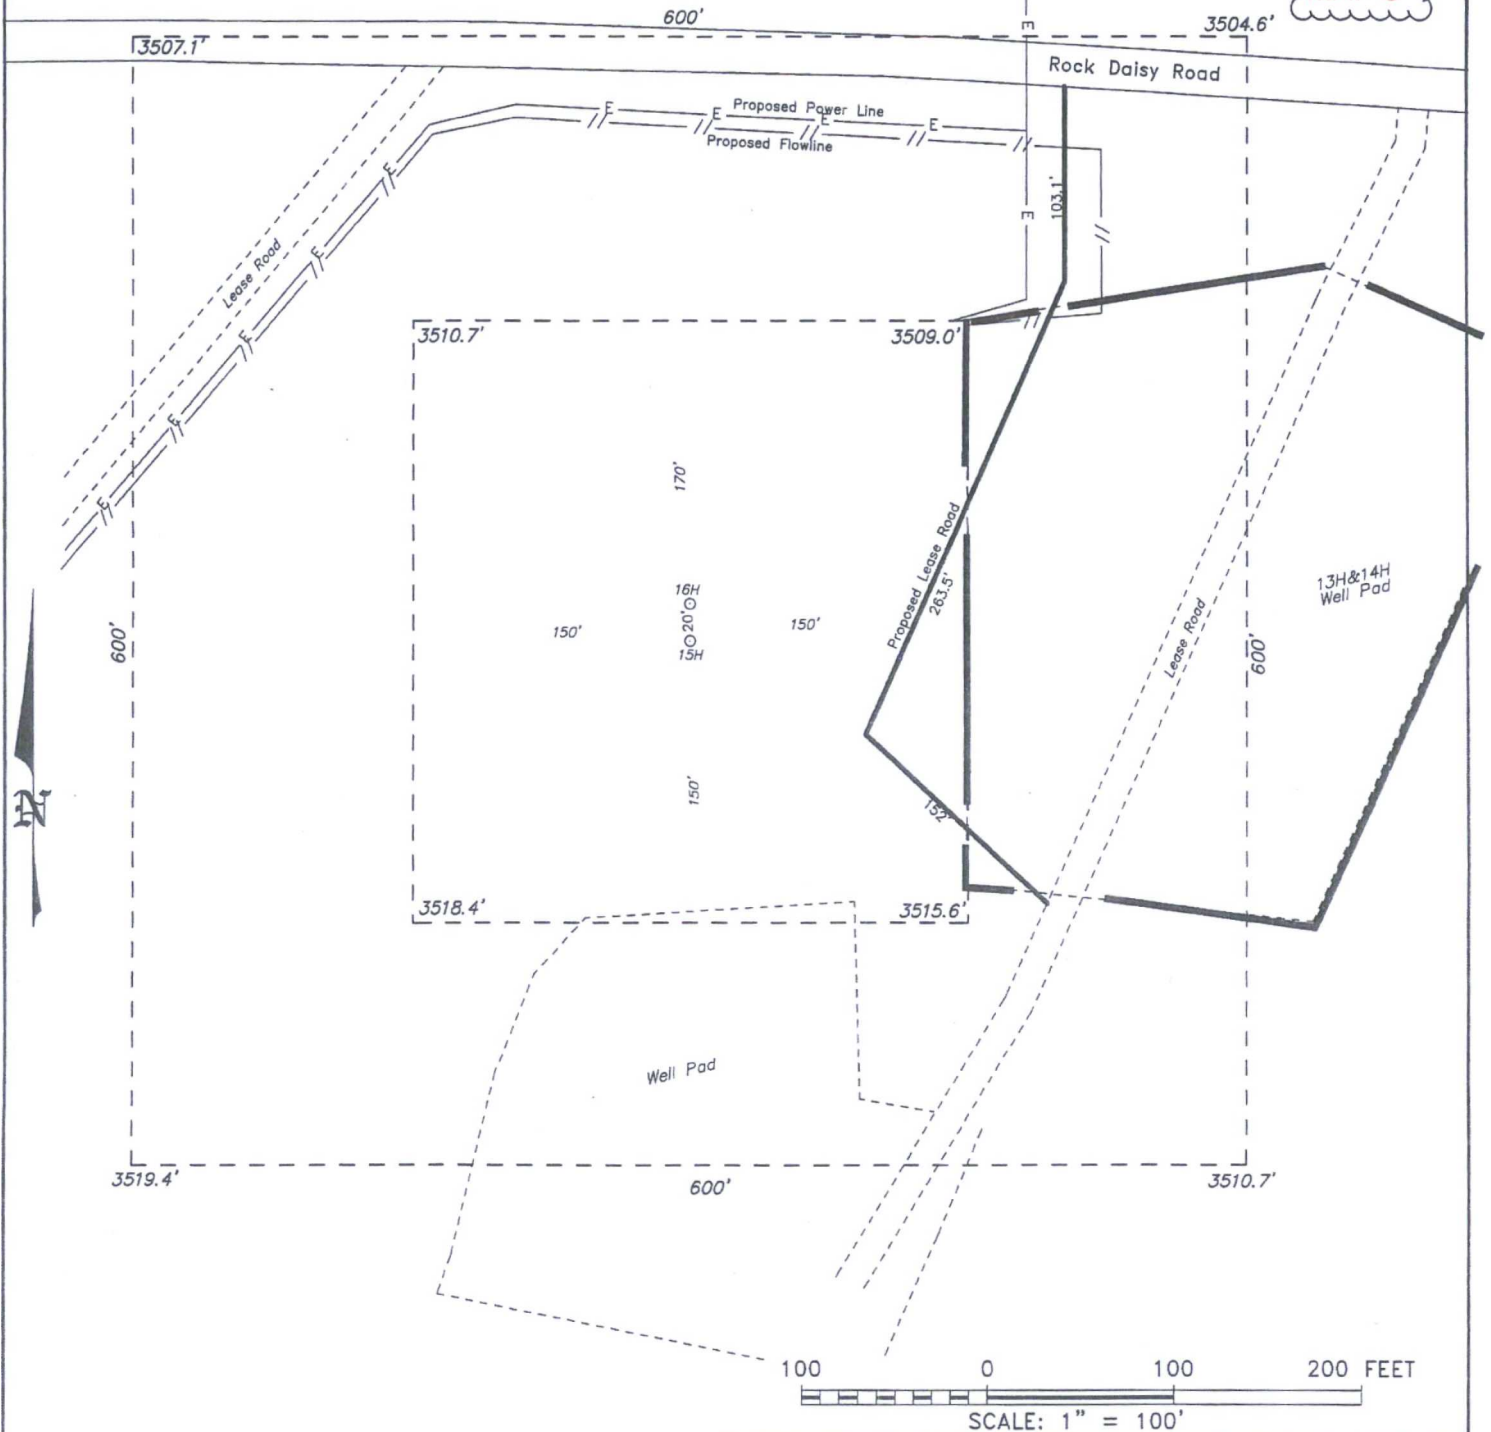 600'
3507.1'
3504.6'
E
Rock Daisy Road
Proposed Power Line
E E E E
// // // // //
Proposed Flowline
103.1'
E
//
E
//
Lease Road
E
//
E
//
3510.7'
3509.0'
//
E
//
E
//
170'
Proposed Lease Road
263.5'
16H
20'
15H
150'
150'
13H&14H
Well Pad
600'
Lease Road
600'
150'
152'
3518.4'
3515.6'
Well Pad
3519.4'
600'
3510.7'
100 0 100 200 FEET
SCALE: 1" = 100'